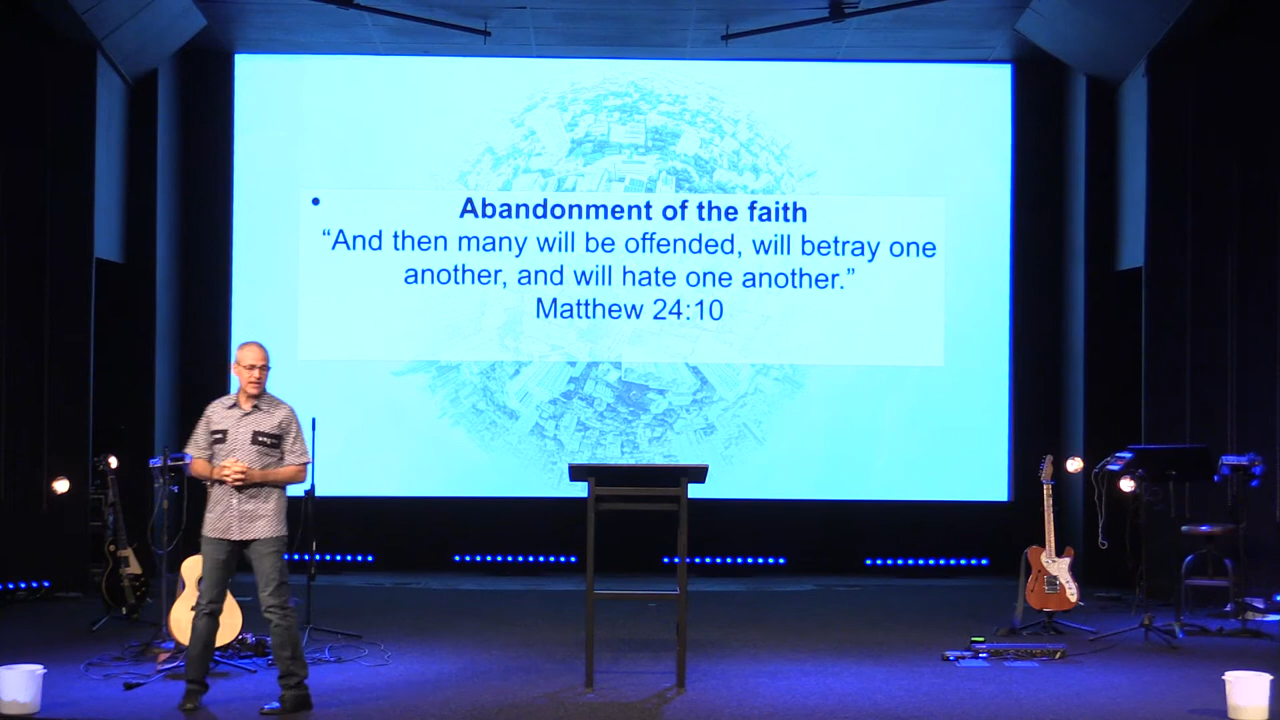 • Abandonment of the faith
“And then many will be offended, will betray one
another, and will hate one another.”
Matthew 24:10